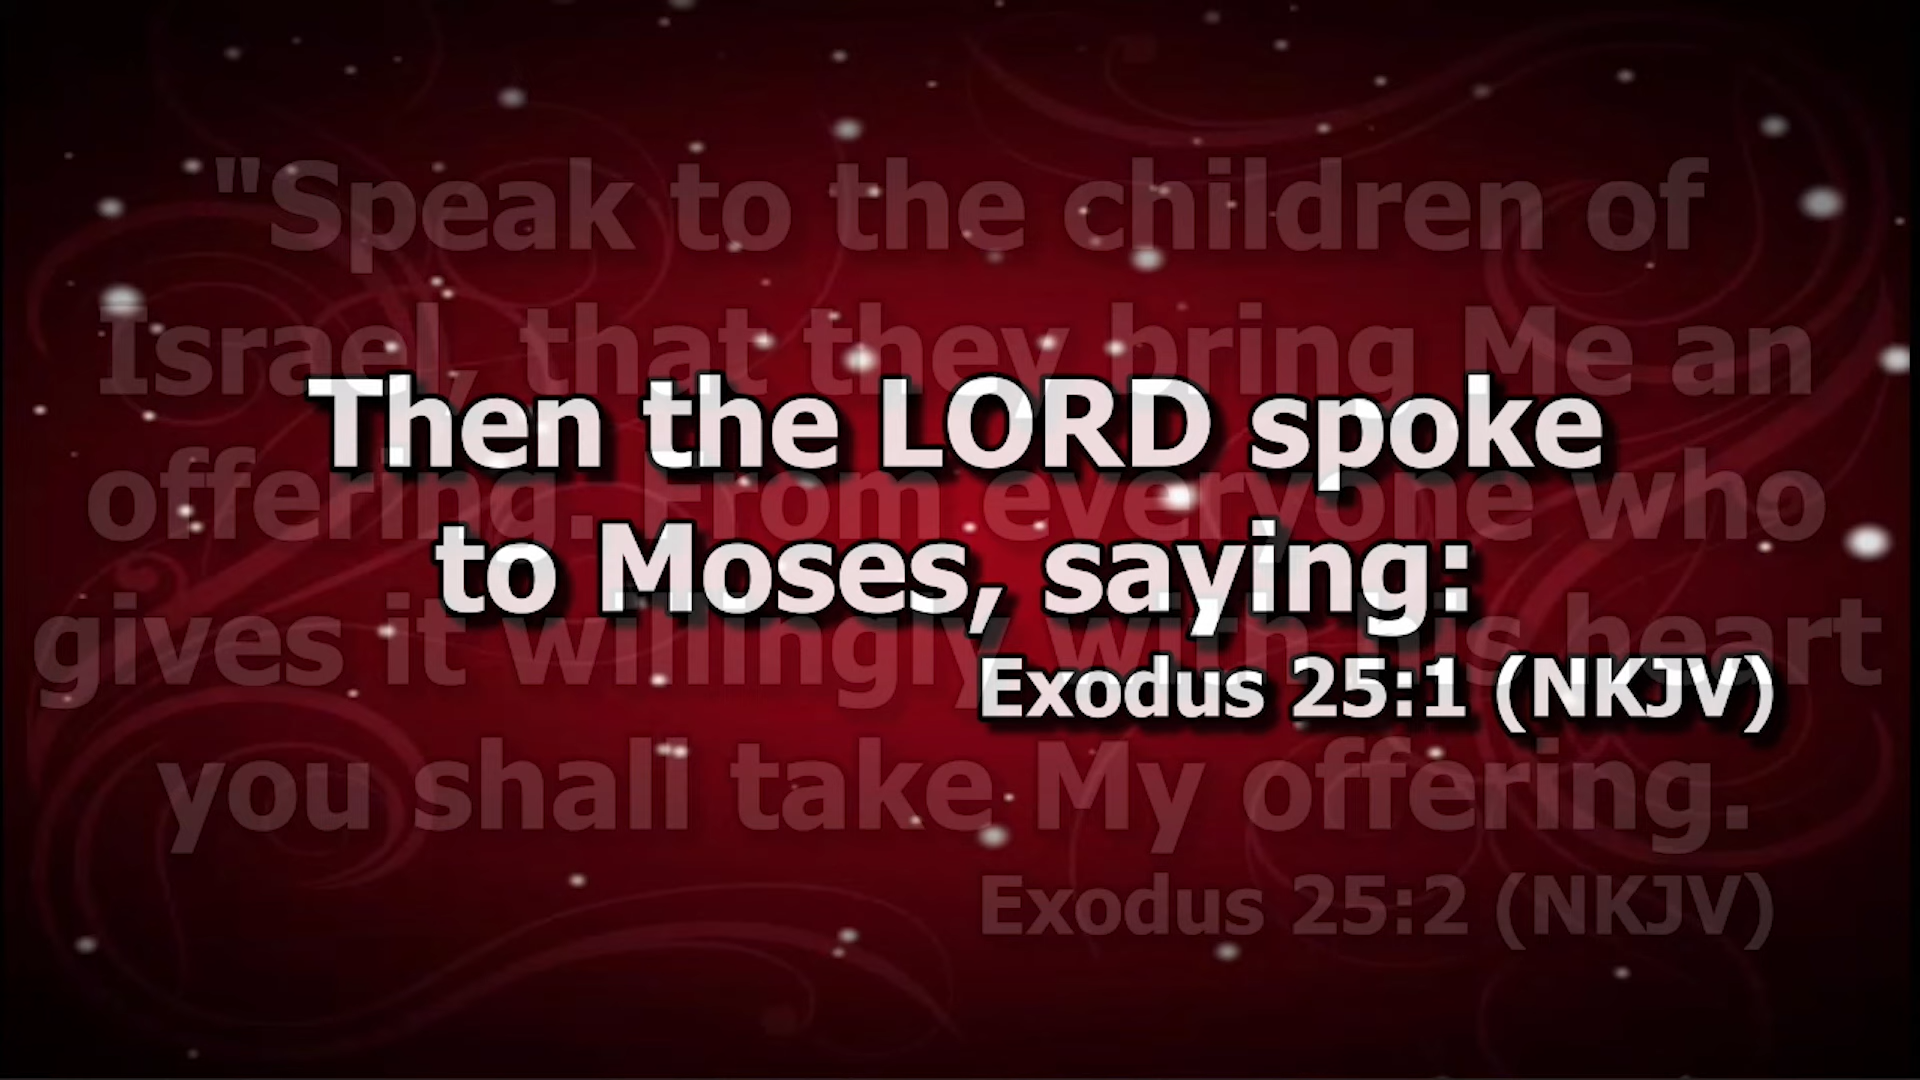 Then the LORD spoke
to Moses, saying:
Exodus 25:1 (NKJV)
"Speak to the children of
Israel, that they bring Me an
offering. From everyone who
gives it willingly with his heart
you shall take My offering.
Exodus 25:2 (NKJV)